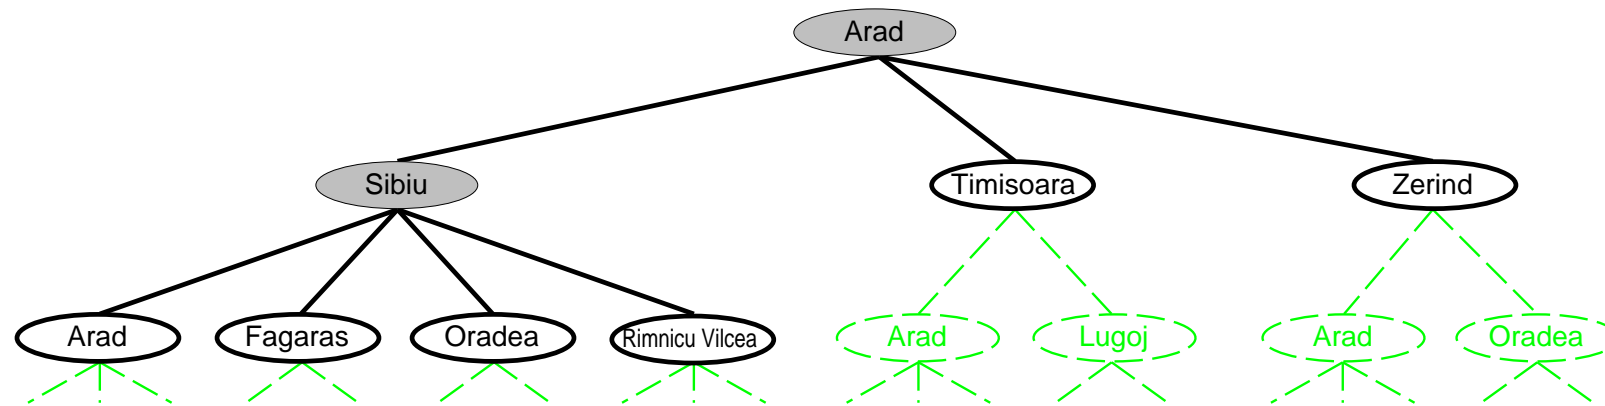 Arad
Sibiu
Timisoara
Zerind
Arad
Fagaras
Oradea
Rimnicu Vilcea
Arad
Lugoj
Arad
Oradea